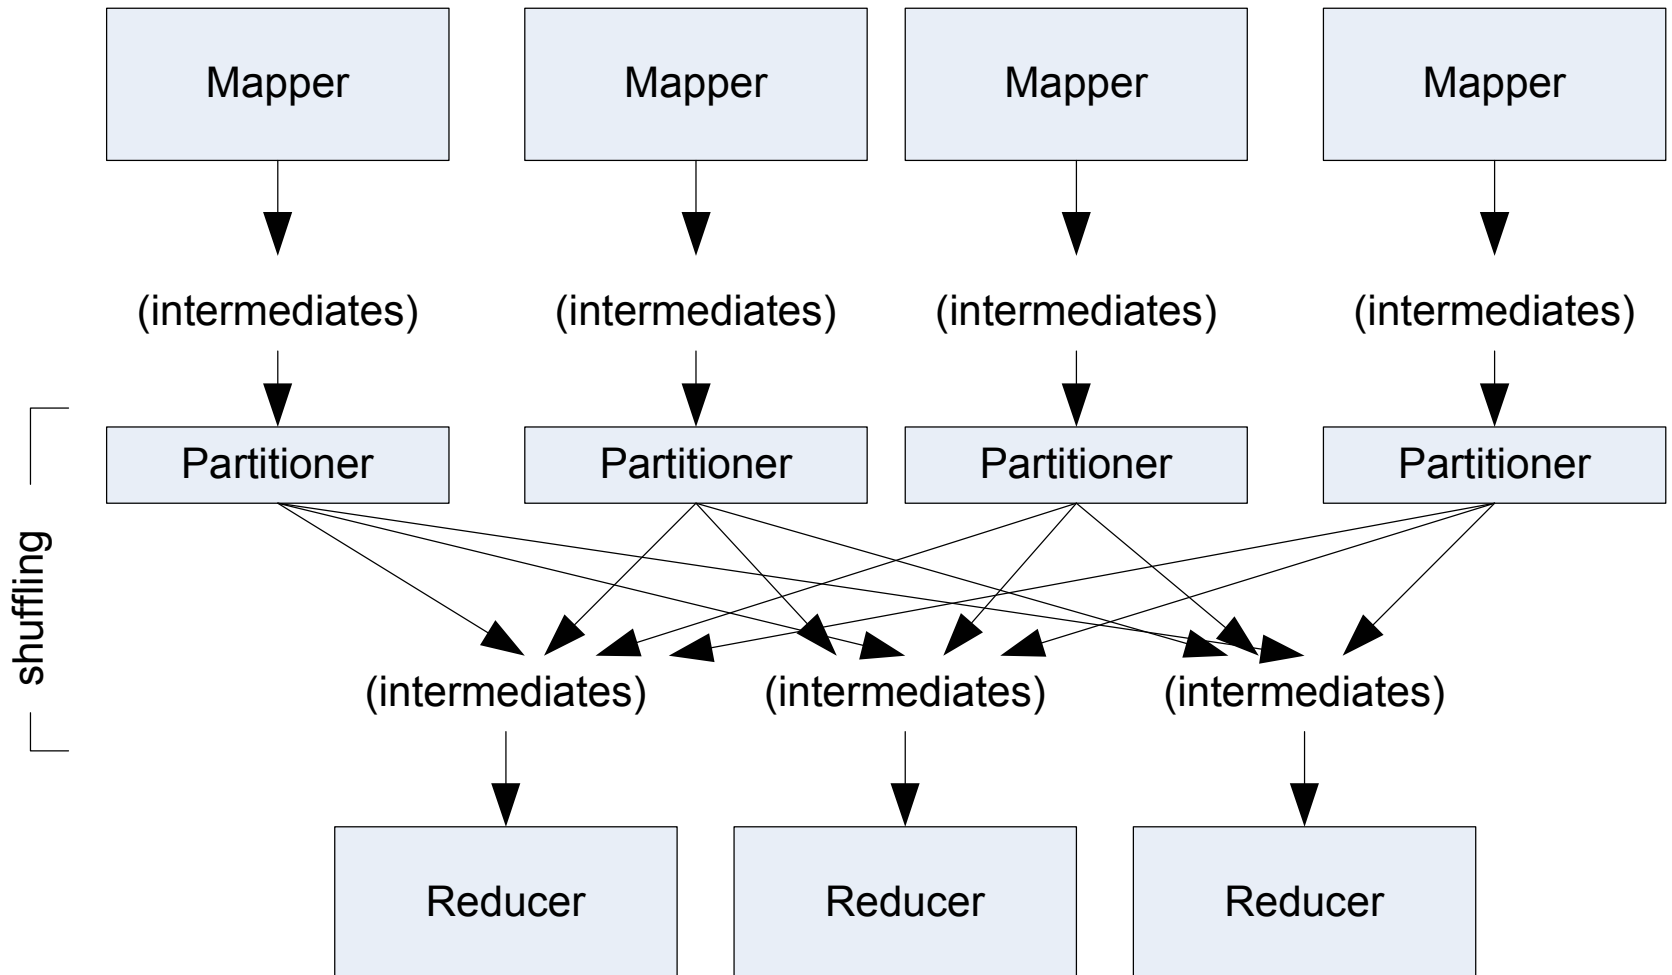 Mapper Mapper Mapper Mapper
(intermediates) (intermediates) (intermediates) (intermediates)
Partitioner Partitioner Partitioner Partitioner
shuffling
(intermediates) (intermediates) (intermediates)
Reducer Reducer Reducer